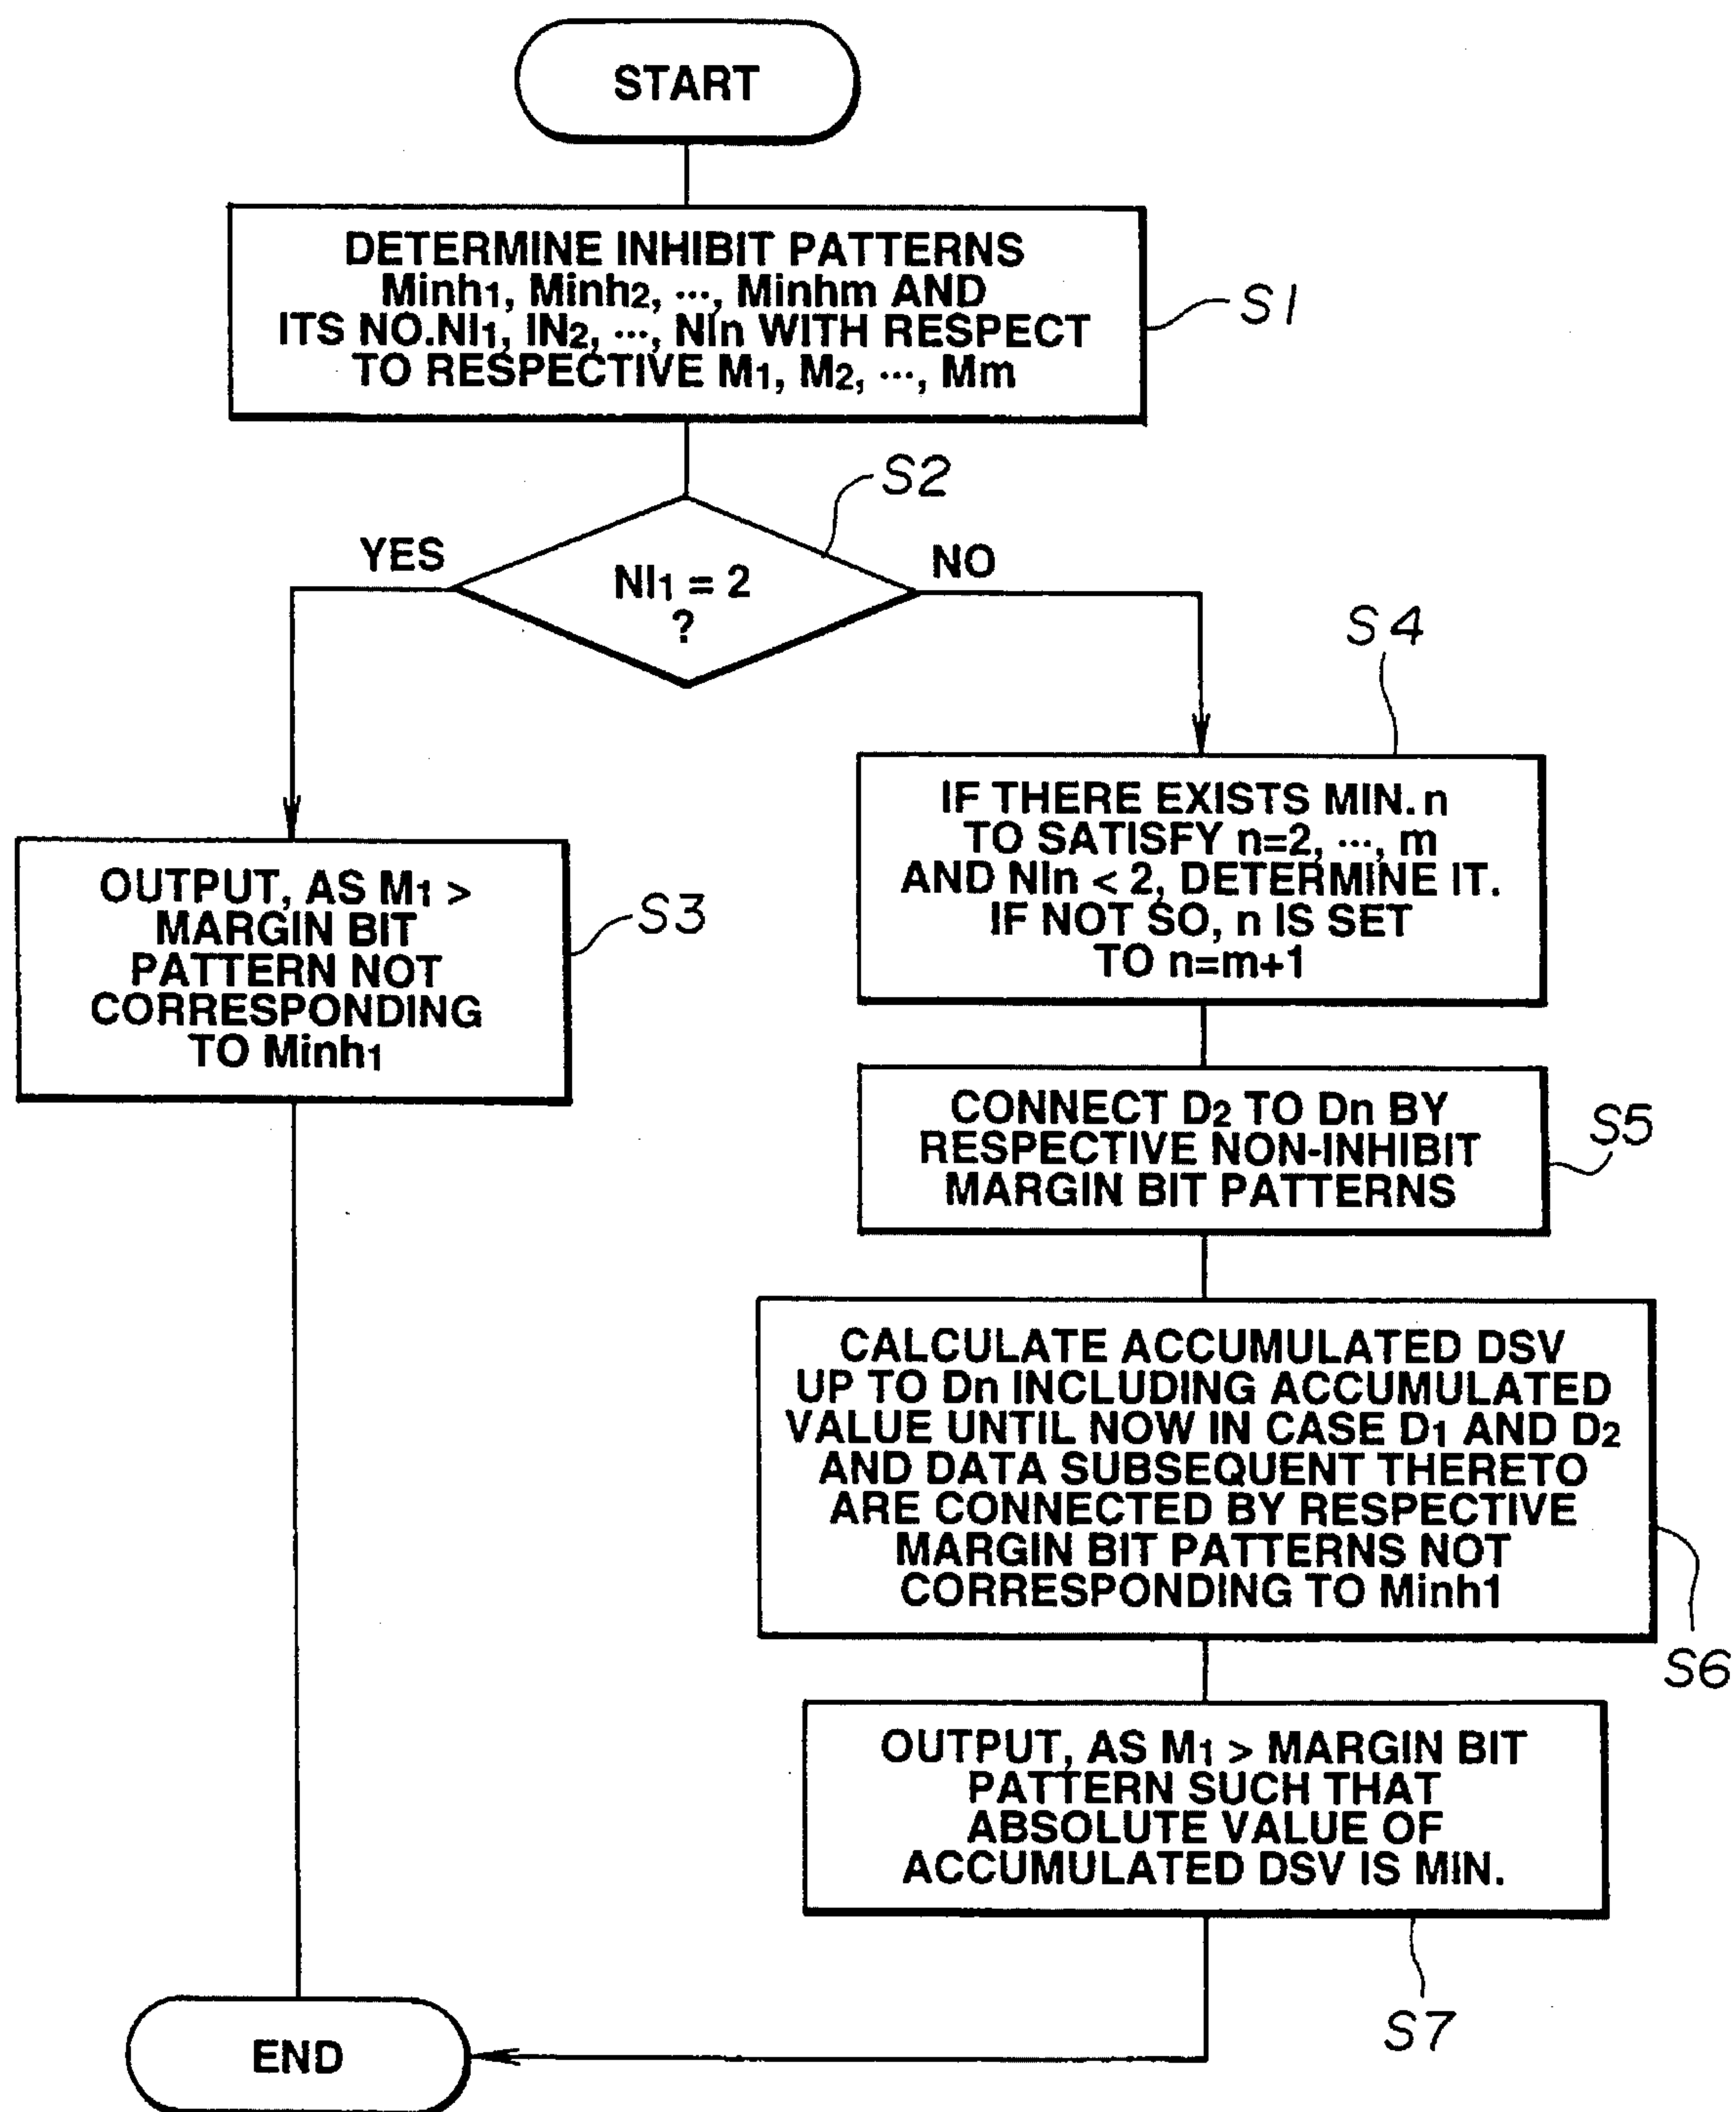 START
DETERMINE INHIBIT PATTERNS
Minh1, Minh2, ..., Minhm AND
ITS NO.NI1, IN2, ..., NIn WITH RESPECT
TO RESPECTIVE M1, M2, ..., Mm
S1
S2
YES
NO
NI1 = 2
?
S4
OUTPUT, AS M1 >
MARGIN BIT
PATTERN NOT
CORRESPONDING
TO Minh1
S3
IF THERE EXISTS MIN. n
TO SATISFY n=2, ..., m
AND NIn < 2, DETERMINE IT.
IF NOT SO, n IS SET
TO n=m+1
CONNECT D2 TO Dn BY
RESPECTIVE NON-INHIBIT
MARGIN BIT PATTERNS
S5
CALCULATE ACCUMULATED DSV
UP TO Dn INCLUDING ACCUMULATED
VALUE UNTIL NOW IN CASE D1 AND D2
AND DATA SUBSEQUENT THERETO
ARE CONNECTED BY RESPECTIVE
MARGIN BIT PATTERNS NOT
CORRESPONDING TO Minh1
S6
OUTPUT, AS M1 > MARGIN BIT
PATTERN SUCH THAT
ABSOLUTE VALUE OF
ACCUMULATED DSV IS MIN.
S7
END